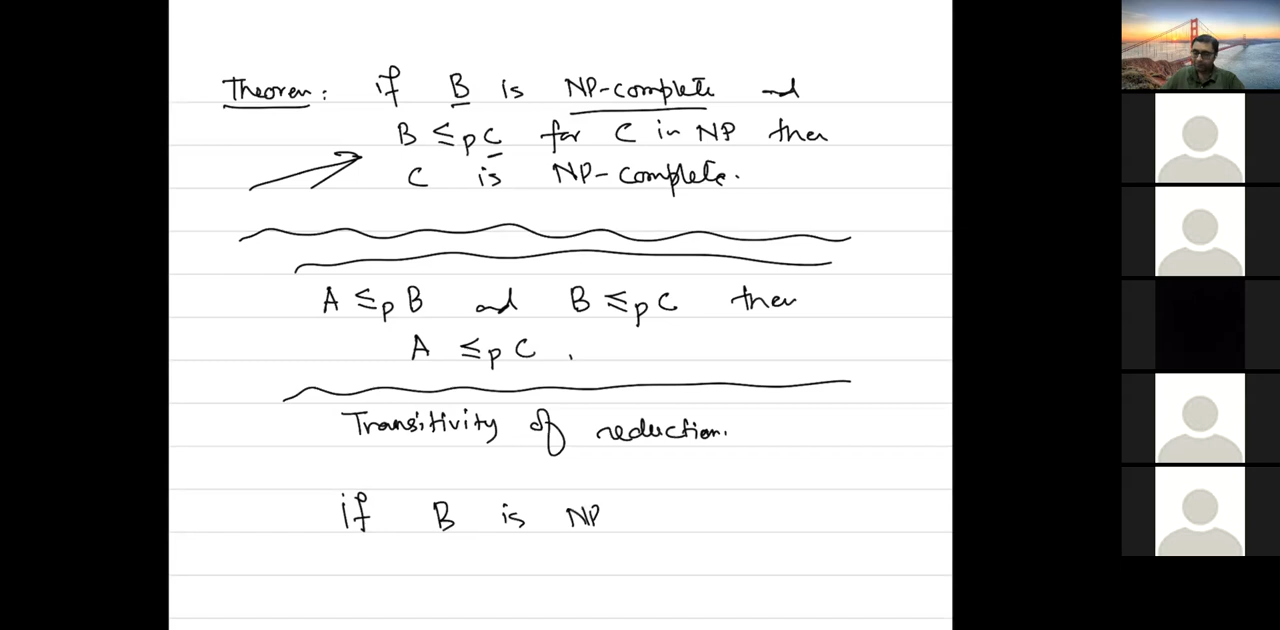 Theorem: if B is NP-complete and
B ≤p C for C in NP then
C is NP-complete.
A ≤p B and B ≤p C then
A ≤p C .
Transitivity of reduction.
if B is NP